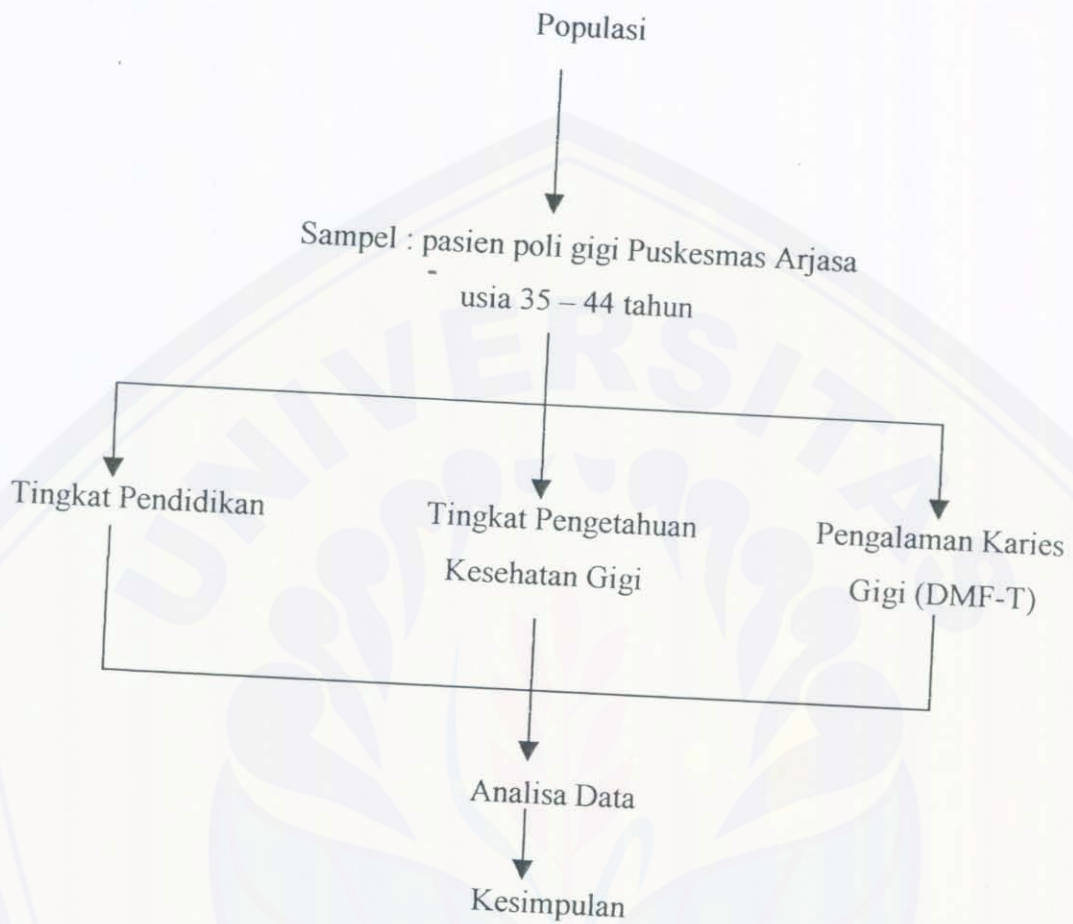 Populasi
Sampel : pasien poli gigi Puskesmas Arjasa
usia 35 – 44 tahun
UNIVERSITAS
Tingkat Pendidikan
Tingkat Pengetahuan
Kesehatan Gigi
Pengalaman Karies
Gigi (DMF-T)
Analisa Data
Kesimpulan